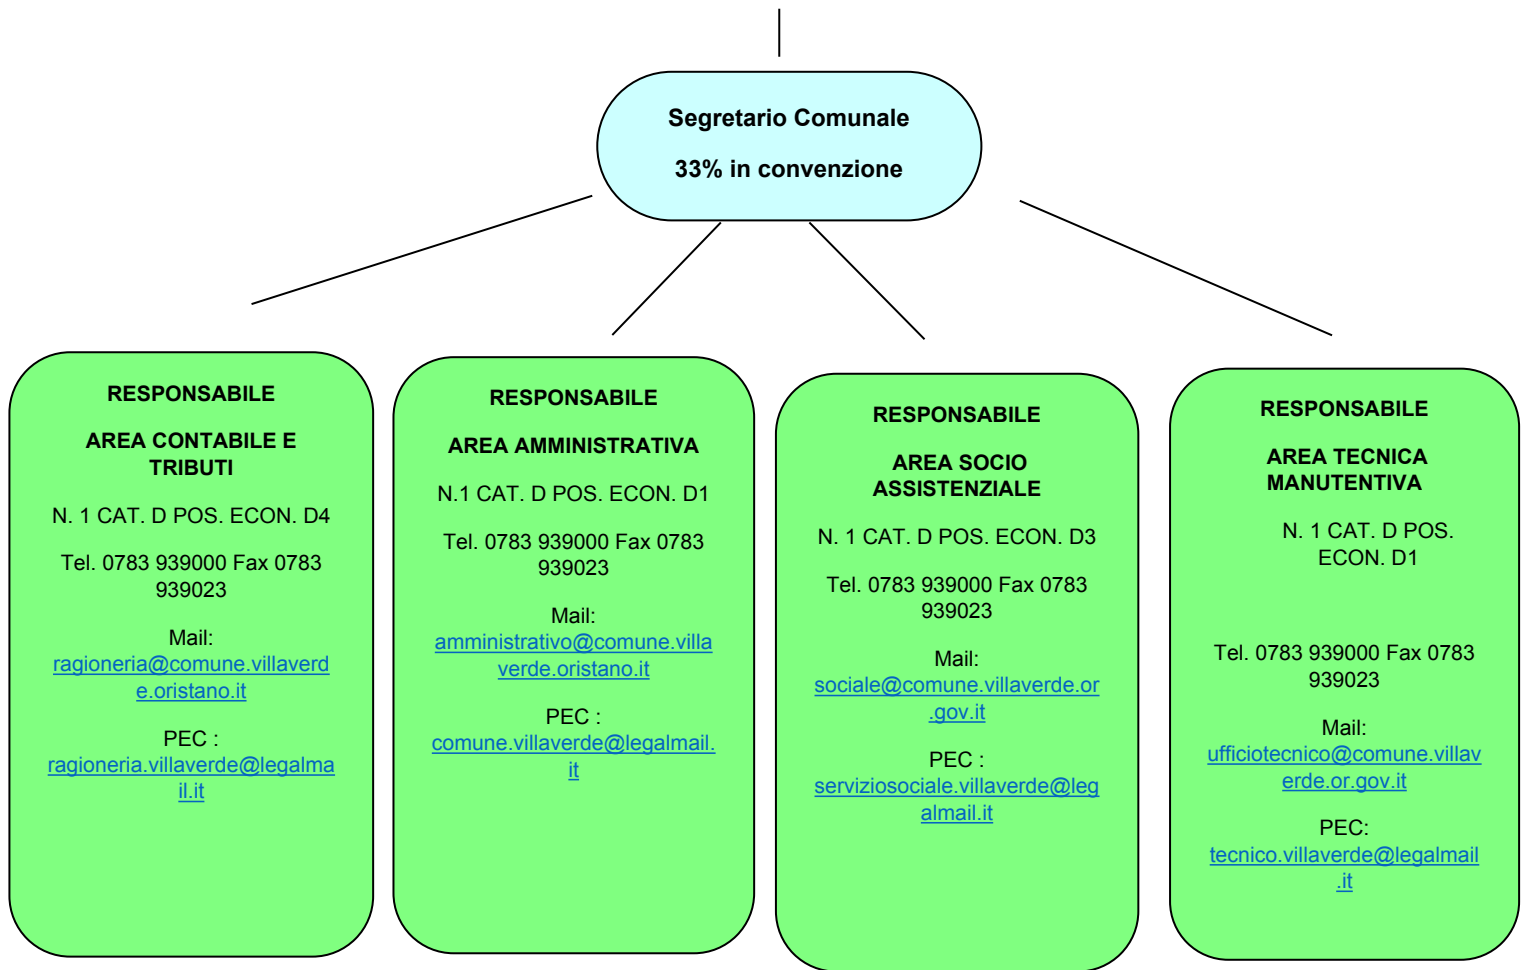 Segretario Comunale
33% in convenzione
RESPONSABILE
AREA CONTABILE E
TRIBUTI
N. 1 CAT. D POS. ECON. D4
Tel. 0783 939000 Fax 0783
939023
Mail:
ragioneria@comune.villaverd
e.oristano.it
PEC :
ragioneria.villaverde@legalma
il.it
RESPONSABILE
AREA AMMINISTRATIVA
N.1 CAT. D POS. ECON. D1
Tel. 0783 939000 Fax 0783
939023
Mail:
amministrativo@comune.villa
verde.oristano.it
PEC :
comune.villaverde@legalmail.
it
RESPONSABILE
AREA SOCIO
ASSISTENZIALE
N. 1 CAT. D POS. ECON. D3
Tel. 0783 939000 Fax 0783
939023
Mail:
sociale@comune.villaverde.or
.gov.it
PEC :
serviziosociale.villaverde@leg
almail.it
RESPONSABILE
AREA TECNICA
MANUTENTIVA
N. 1 CAT. D POS.
ECON. D1
Tel. 0783 939000 Fax 0783
939023
Mail:
ufficiotecnico@comune.villav
erde.or.gov.it
PEC:
tecnico.villaverde@legalmail
.it